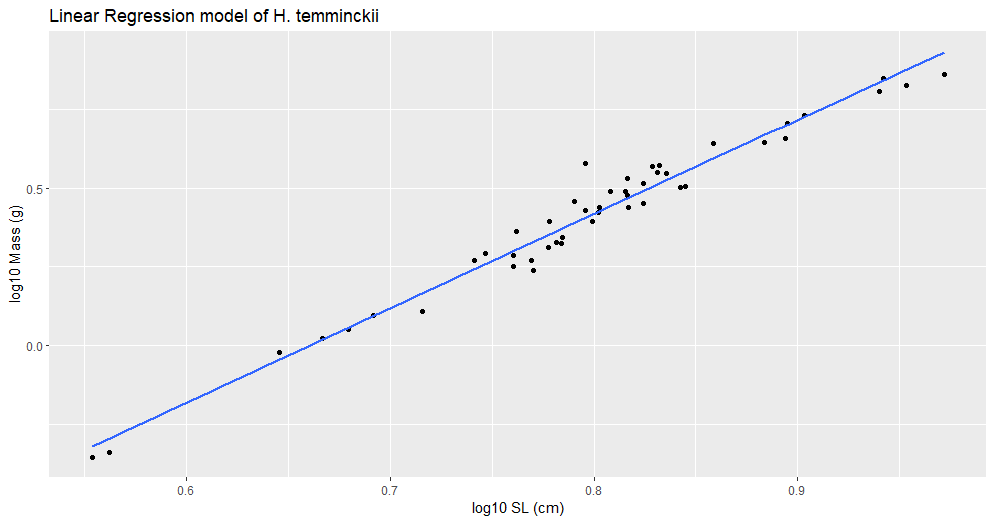 Linear Regression model of H. temminckii
log10 Mass (g)
0.5
0.0
0.6 0.7 0.8 0.9
log10 SL (cm)